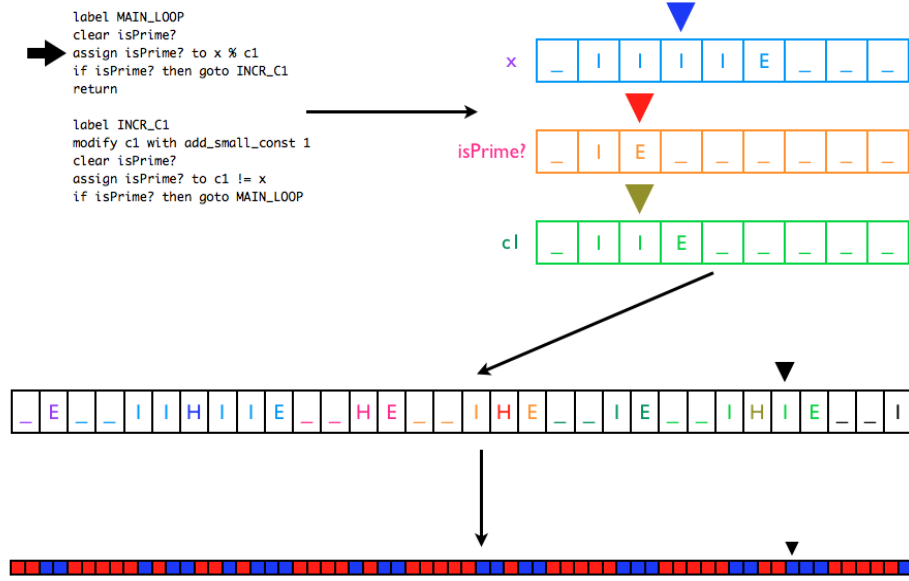 label MAIN_LOOP
clear isPrime?
assign isPrime? to x % c1
if isPrime? then goto INCR_C1
return
label INCR_C1
modify c1 with add_small_const 1
clear isPrime?
assign isPrime? to c1 != x
if isPrime? then goto MAIN_LOOP
x _ I I I I E _ _ _
isPrime? _ I E _ _ _ _ _ _
c1 _ I I E _ _ _ _ _
_ E _ _ I I H I I E _ _ H E _ _ I H E _ _ I E _ _ I H I E _ _ I